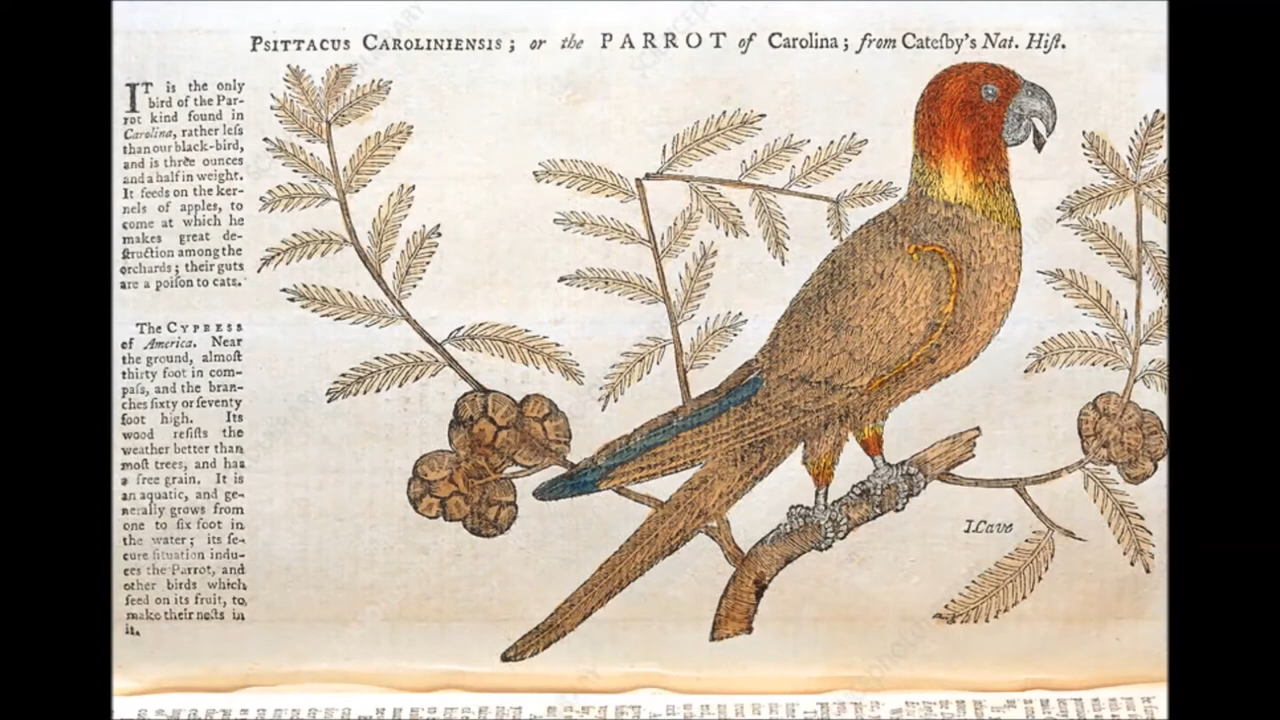 PSITTACUS CAROLINIENSIS; or the PARROT of Carolina; from Cateſby's Nat. Hiſt.
IT is the only
bird of the Par-
rot kind found in
Carolina, rather leſs
than our black-bird,
and is three ounces
and a half in weight.
It feeds on the ker-
nels of apples, to
come at which he
makes great de-
ſtruction among the
orchards; their guts
are a poiſon to cats.
The CYPRESS
of America. Near
the ground, almoſt
thirty foot in com-
paſs, and the bran-
ches ſixty or ſeventy
foot high. Its
wood reſiſts the
weather better than
moſt trees, and has
a free grain. It is
an aquatic, and ge-
nerally grows from
one to ſix foot in
the water; its ſe-
cure ſituation indu-
ces the Parrot, and
other birds which
feed on its fruit, to
make their neſts in
it.
I.Cave